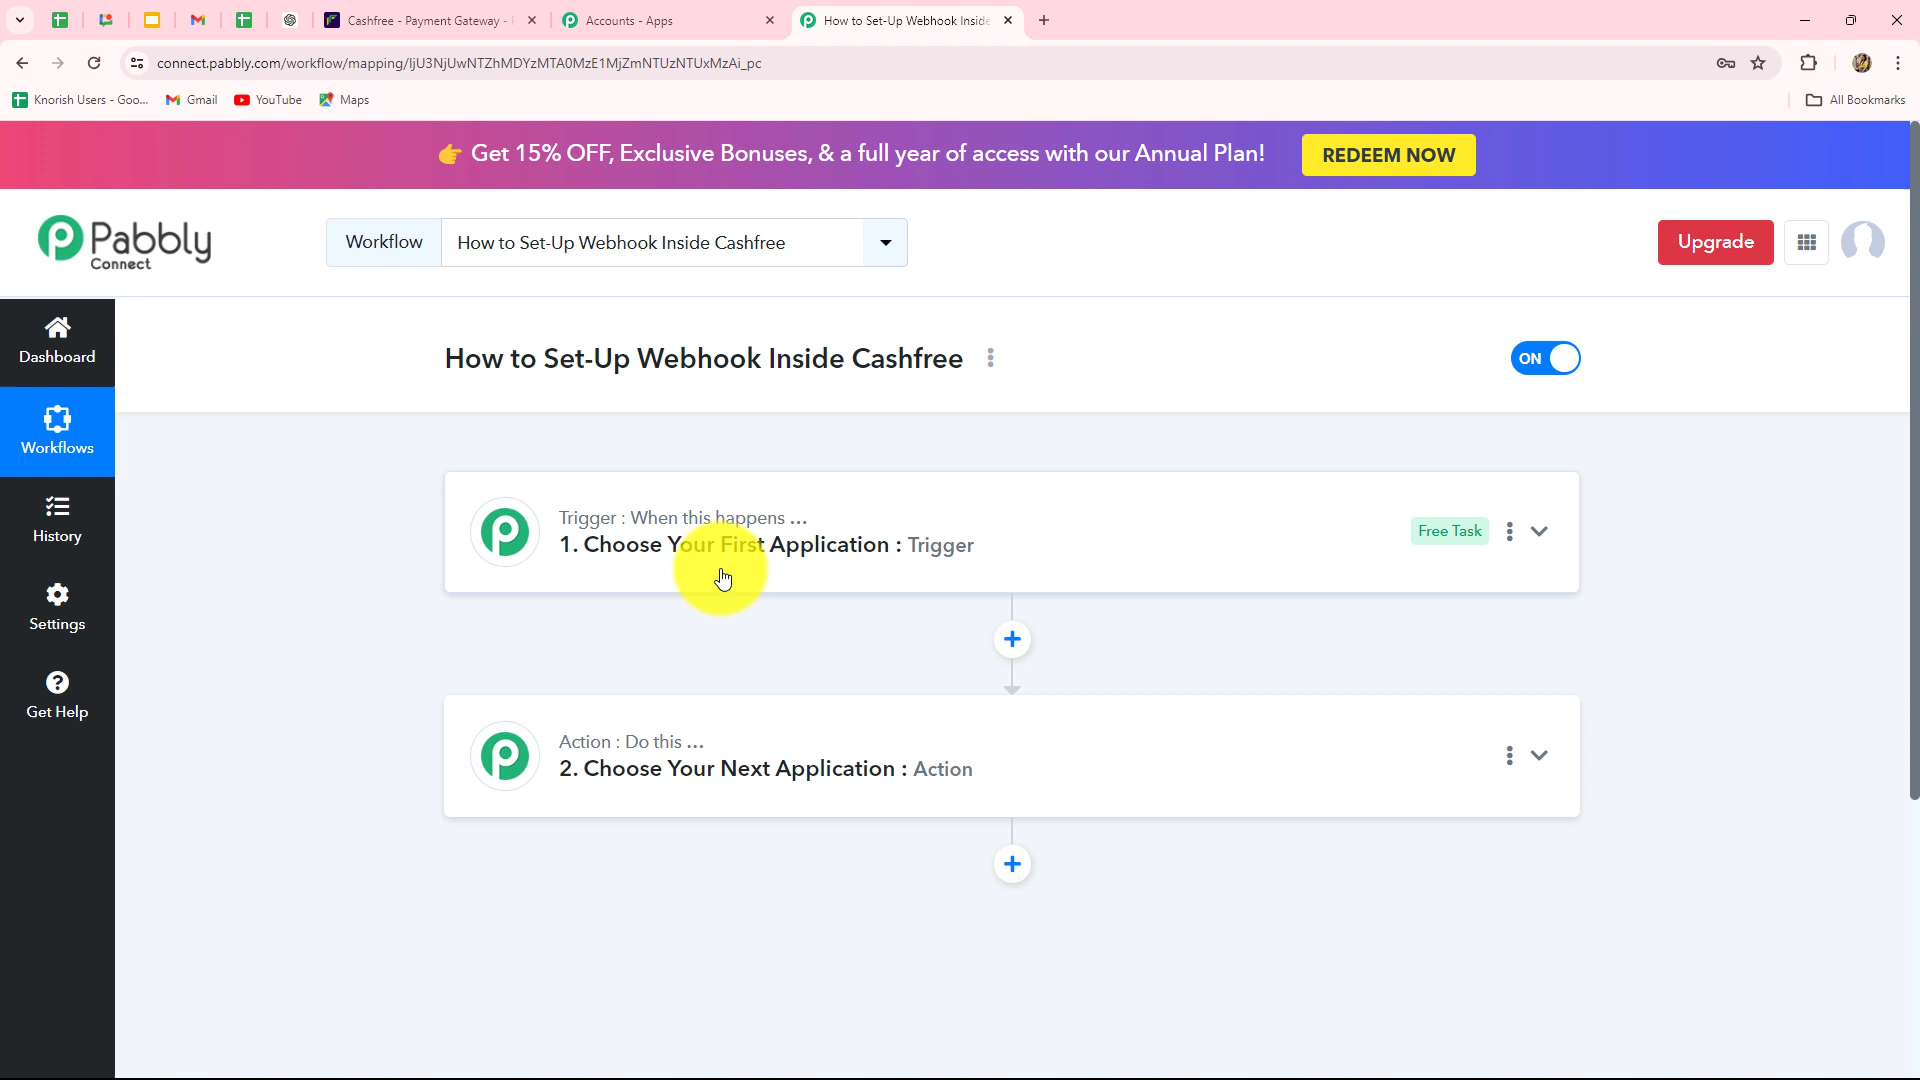 Cashfree - Payment Gateway -
Accounts - Apps
How to Set-Up Webhook Inside
connect.pabbly.com/workflow/mapping/IjU3NjUwNTZhMDYzMTA0MzE1MjZmNTUzNTUxMzAi_pc
Knorish Users - Goo...
Gmail
YouTube
Maps
All Bookmarks
👉 Get 15% OFF, Exclusive Bonuses, & a full year of access with our Annual Plan!
REDEEM NOW
Pabbly
Connect
Workflow
How to Set-Up Webhook Inside Cashfree
Upgrade
Dashboard
Workflows
History
Settings
Get Help
How to Set-Up Webhook Inside Cashfree
ON
Trigger : When this happens ...
1. Choose Your First Application : Trigger
Free Task
Action : Do this ...
2. Choose Your Next Application : Action